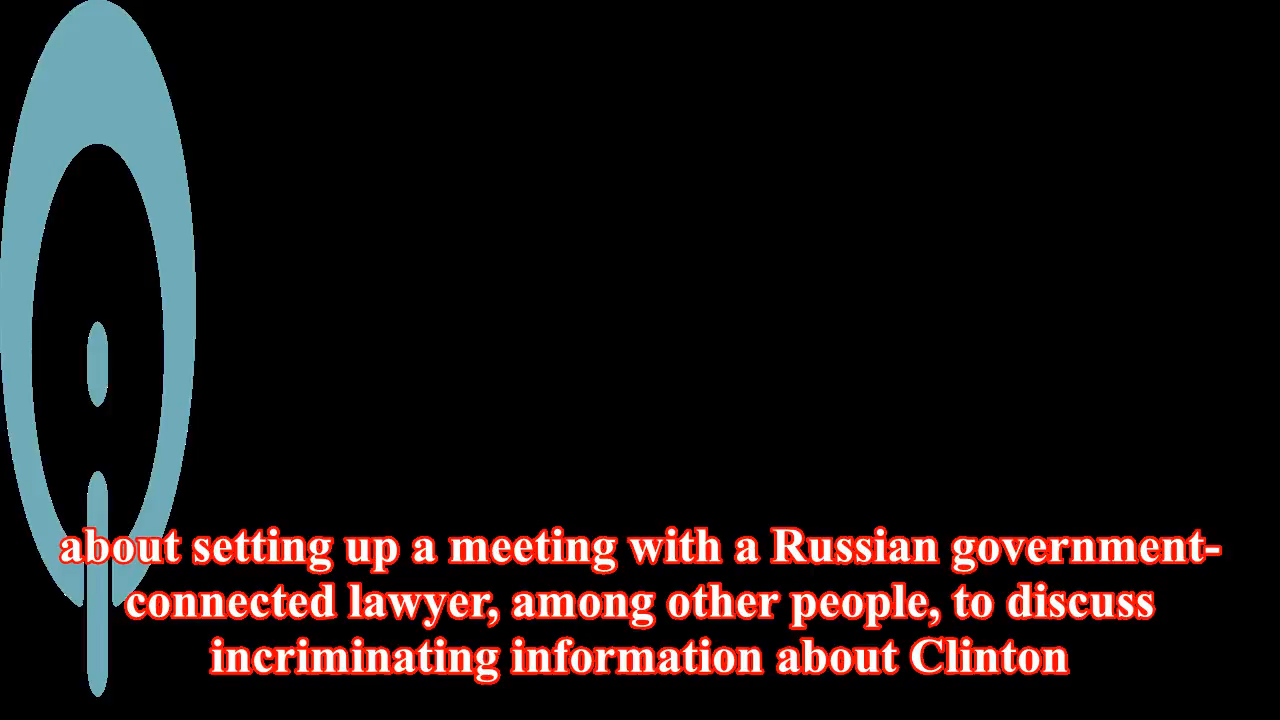 about setting up a meeting with a Russian government-
connected lawyer, among other people, to discuss
incriminating information about Clinton